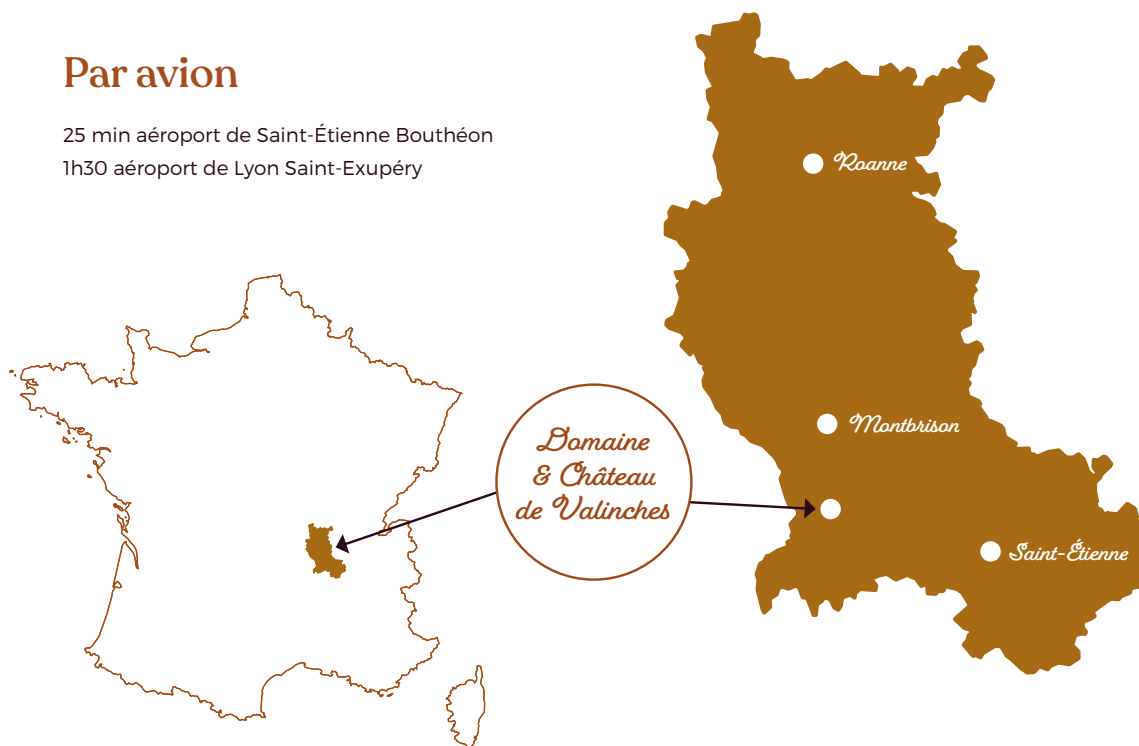 Par avion
25 min aéroport de Saint-Étienne Bouthéon
1h30 aéroport de Lyon Saint-Exupéry
Roanne
Montbrison
Domaine
& Château
de Valinches
Saint-Étienne